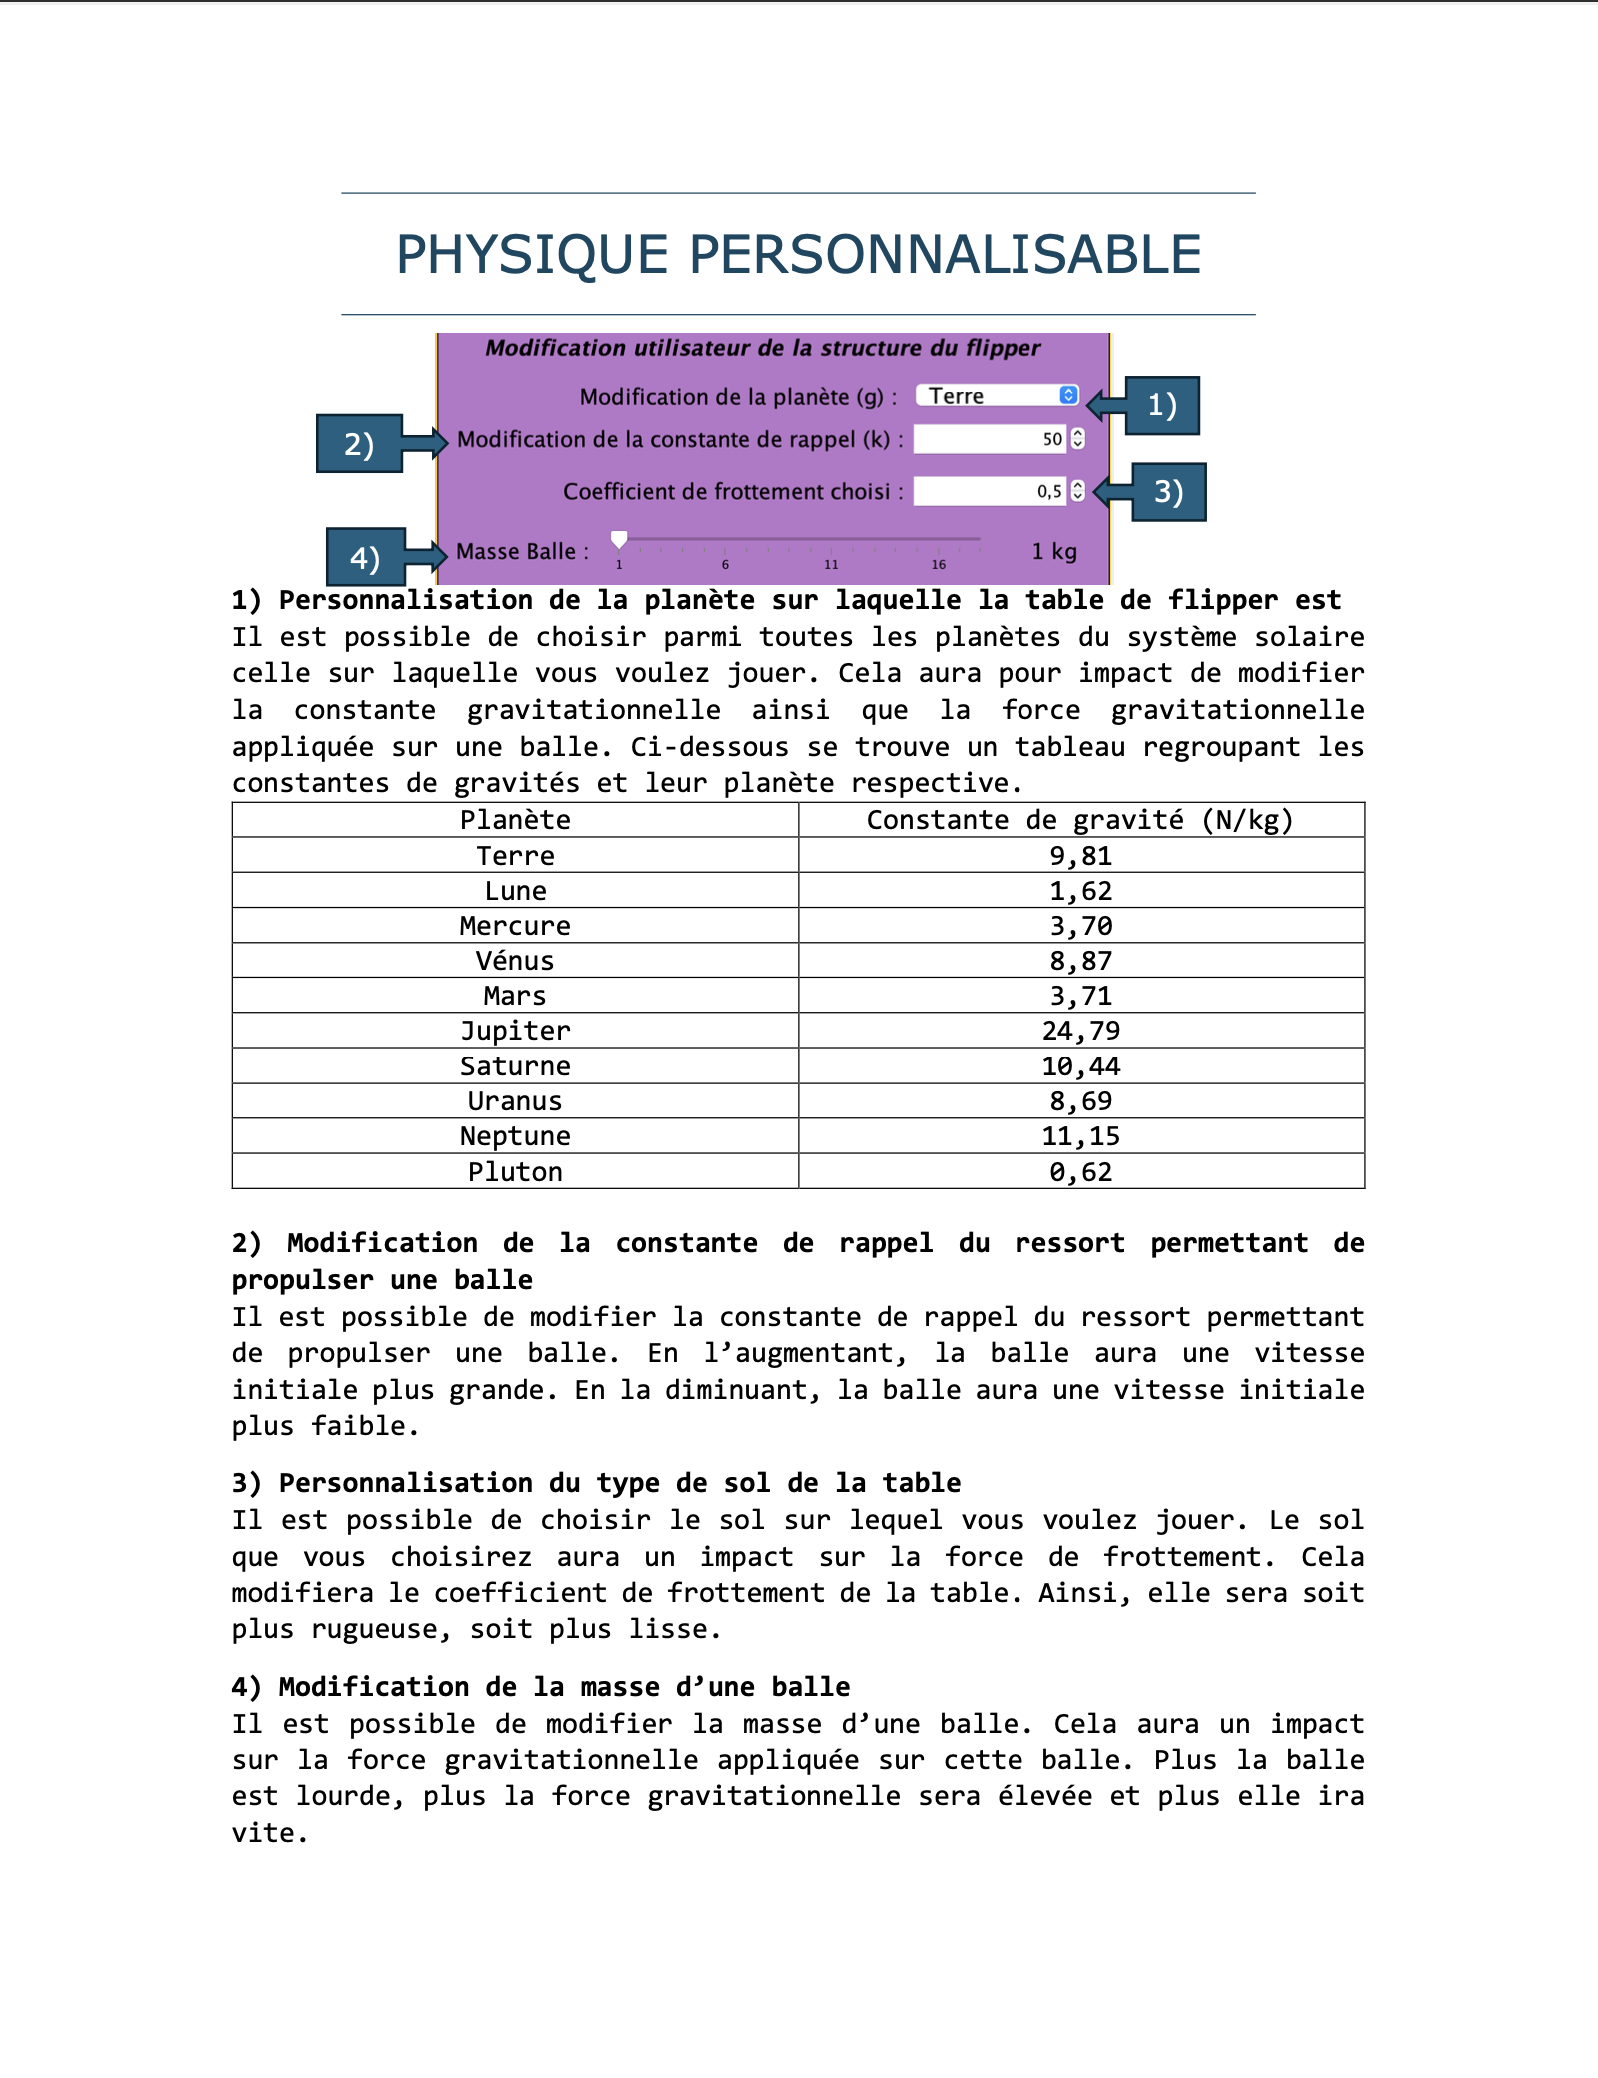 PHYSIQUE PERSONNALISABLE
Modification utilisateur de la structure du flipper
Modification de la planète (g) : Terre
1)
2)
Modification de la constante de rappel (k) : 50
Coefficient de frottement choisi : 0,5
3)
4)
Masse Balle : 1 kg
1 6 11 16
1) Personnalisation de la planète sur laquelle la table de flipper est
Il est possible de choisir parmi toutes les planètes du système solaire
celle sur laquelle vous voulez jouer. Cela aura pour impact de modifier
la constante gravitationnelle ainsi que la force gravitationnelle
appliquée sur une balle. Ci-dessous se trouve un tableau regroupant les
constantes de gravités et leur planète respective.
Planète Constante de gravité (N/kg)
Terre 9,81
Lune 1,62
Mercure 3,70
Vénus 8,87
Mars 3,71
Jupiter 24,79
Saturne 10,44
Uranus 8,69
Neptune 11,15
Pluton 0,62
2) Modification de la constante de rappel du ressort permettant de
propulser une balle
Il est possible de modifier la constante de rappel du ressort permettant
de propulser une balle. En l’augmentant, la balle aura une vitesse
initiale plus grande. En la diminuant, la balle aura une vitesse initiale
plus faible.
3) Personnalisation du type de sol de la table
Il est possible de choisir le sol sur lequel vous voulez jouer. Le sol
que vous choisirez aura un impact sur la force de frottement. Cela
modifiera le coefficient de frottement de la table. Ainsi, elle sera soit
plus rugueuse, soit plus lisse.
4) Modification de la masse d’une balle
Il est possible de modifier la masse d’une balle. Cela aura un impact
sur la force gravitationnelle appliquée sur cette balle. Plus la balle
est lourde, plus la force gravitationnelle sera élevée et plus elle ira
vite.